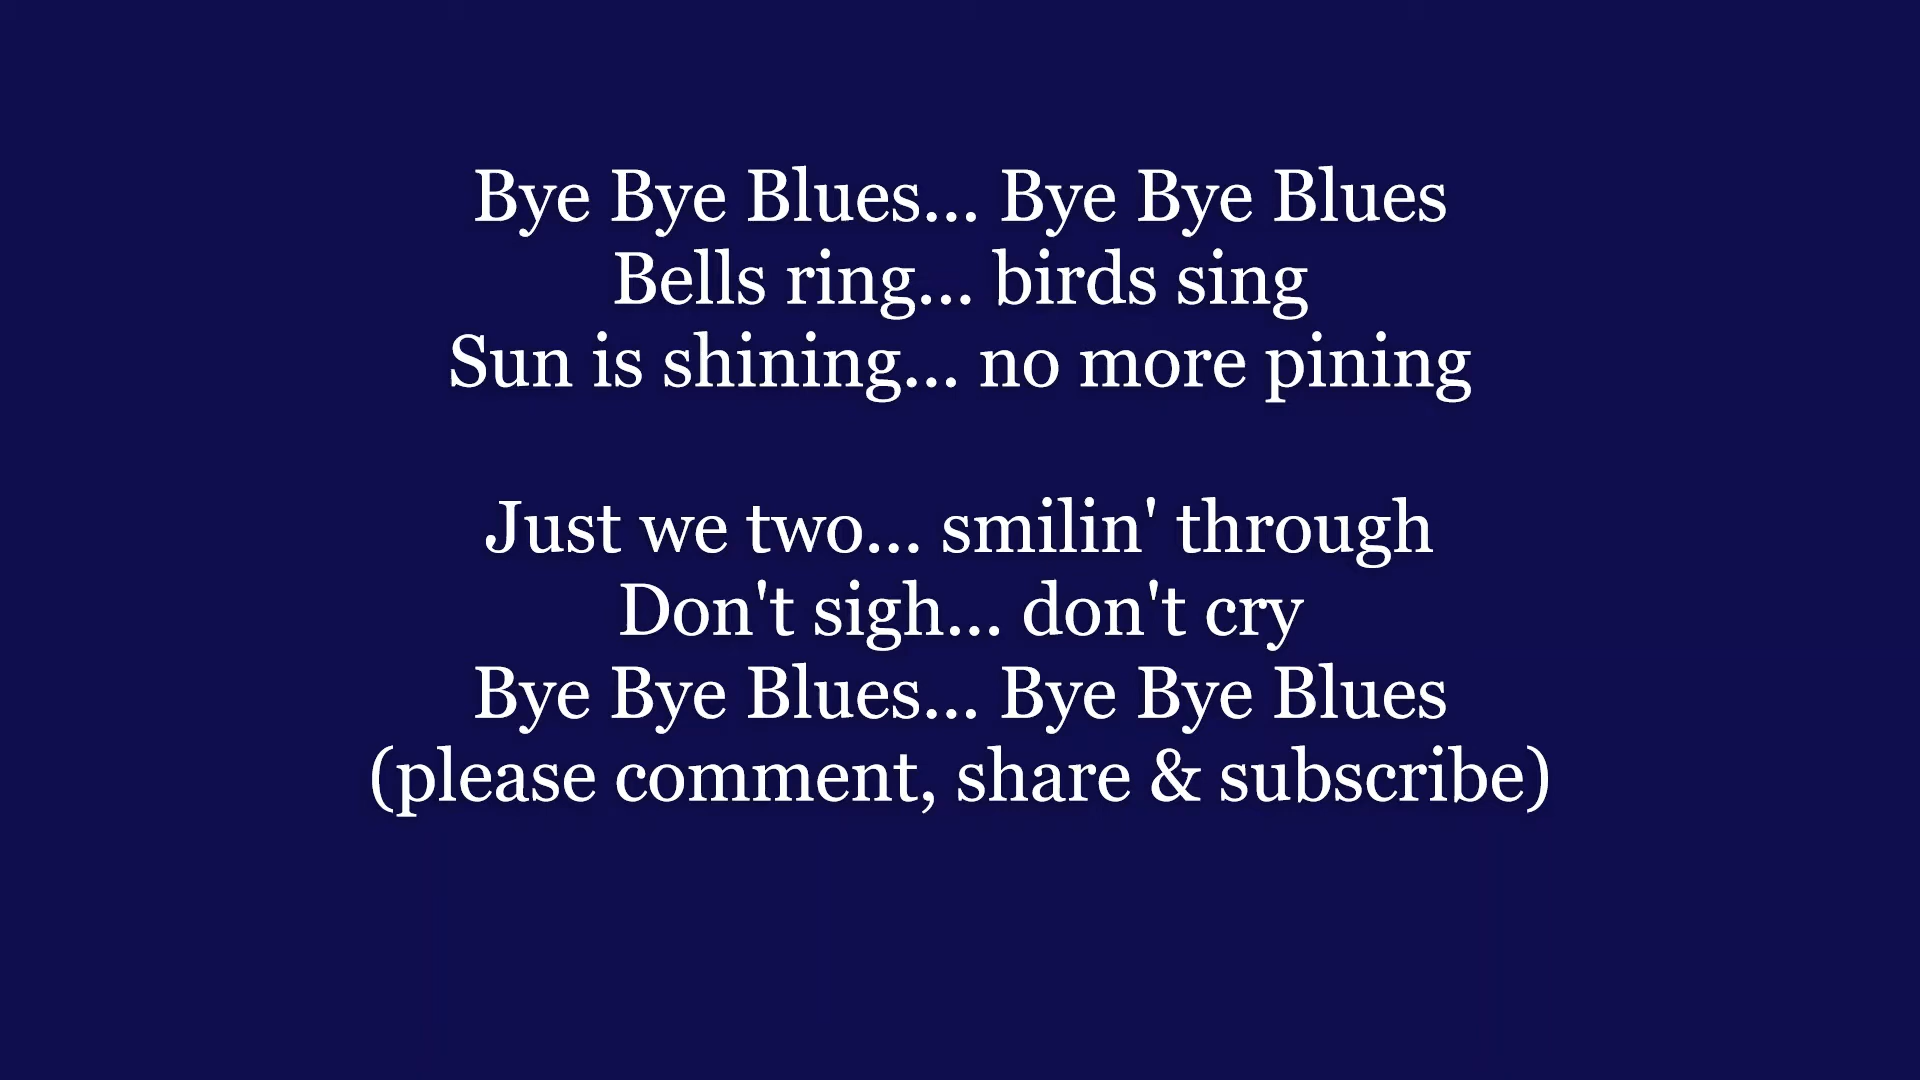 Bye Bye Blues... Bye Bye Blues
Bells ring... birds sing
Sun is shining... no more pining
Just we two... smilin' through
Don't sigh... don't cry
Bye Bye Blues... Bye Bye Blues
(please comment, share & subscribe)